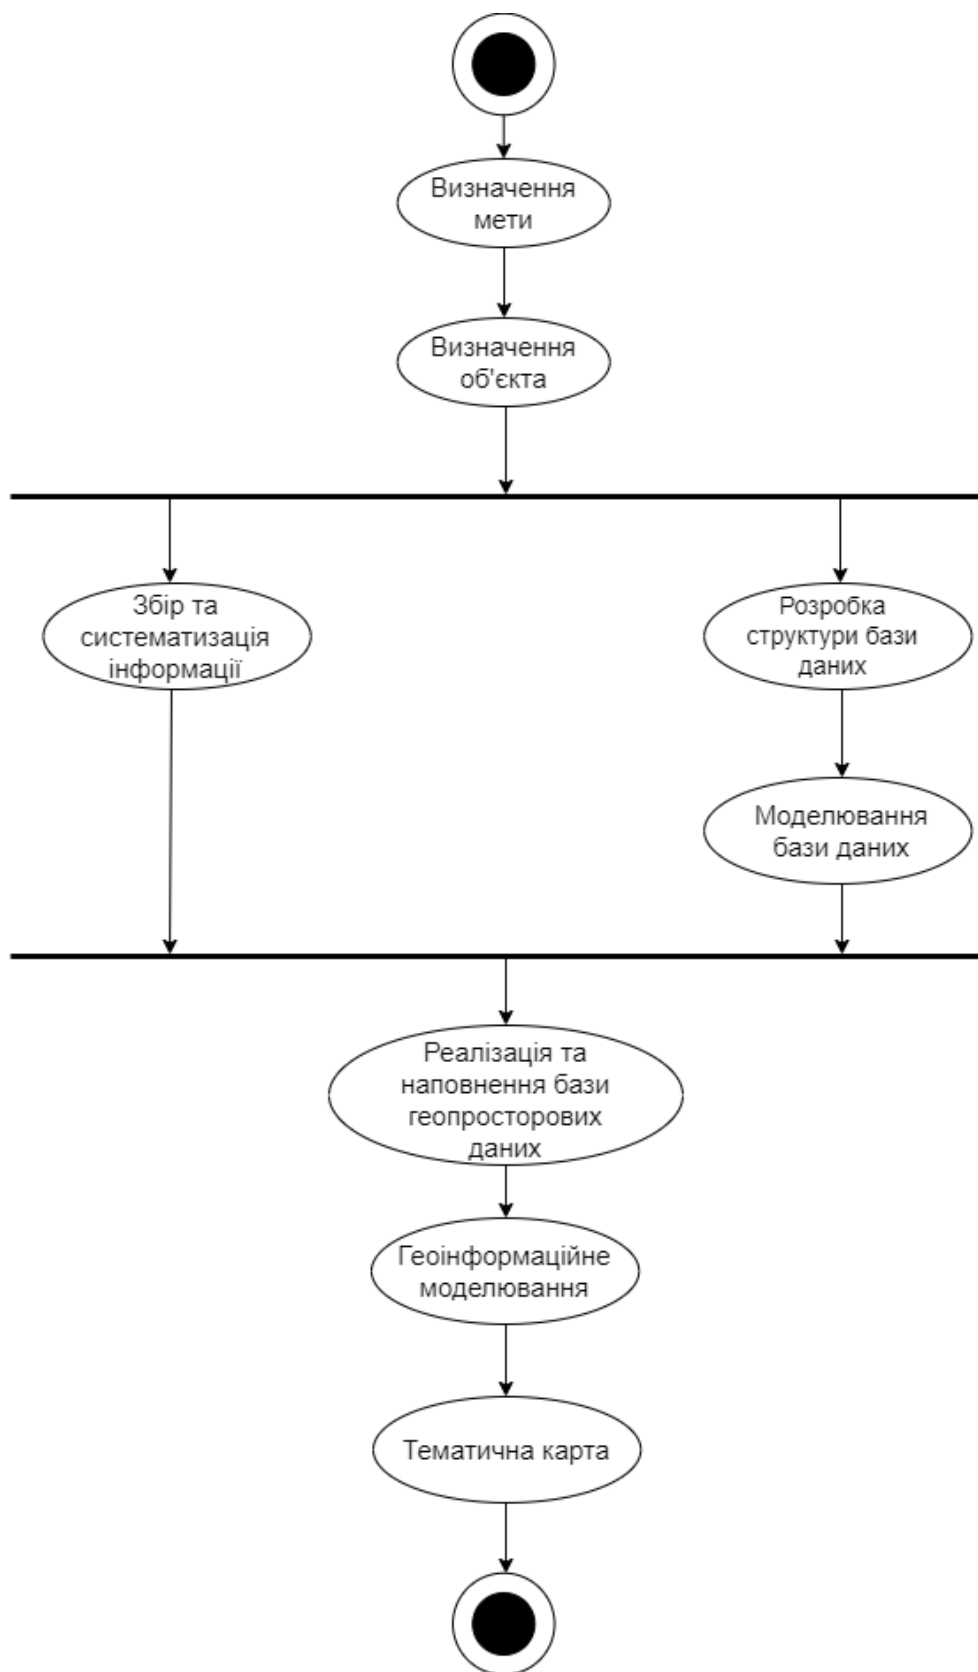 Визначення
мети
Визначення
об'єкта
Збір та
систематизація
інформації
Розробка
структури бази
даних
Моделювання
бази даних
Реалізація та
наповнення бази
геопросторових
даних
Геоінформаційне
моделювання
Тематична карта